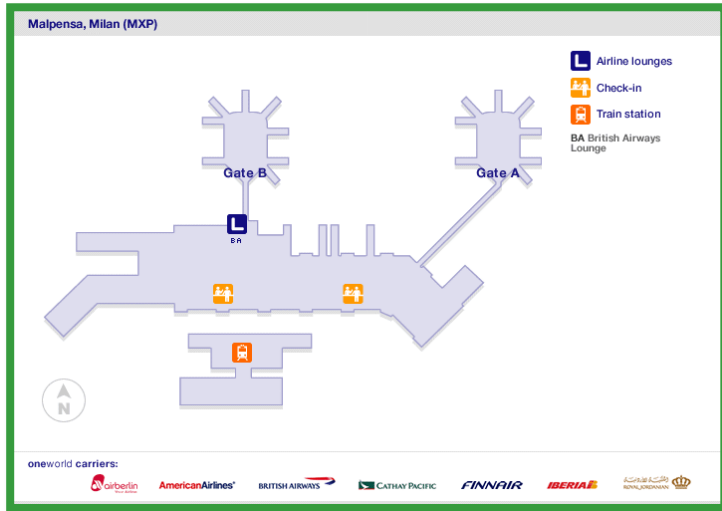 Malpensa, Milan (MXP)
Airline lounges
Check-in
Train station
BA British Airways
Lounge
Gate B
Gate A
L
L
BA
N
oneworld carriers:
airberlin
AmericanAirlines
BRITISH AIRWAYS
CATHAY PACIFIC
FINNAIR
IBERIA
ROYAL JORDANIAN